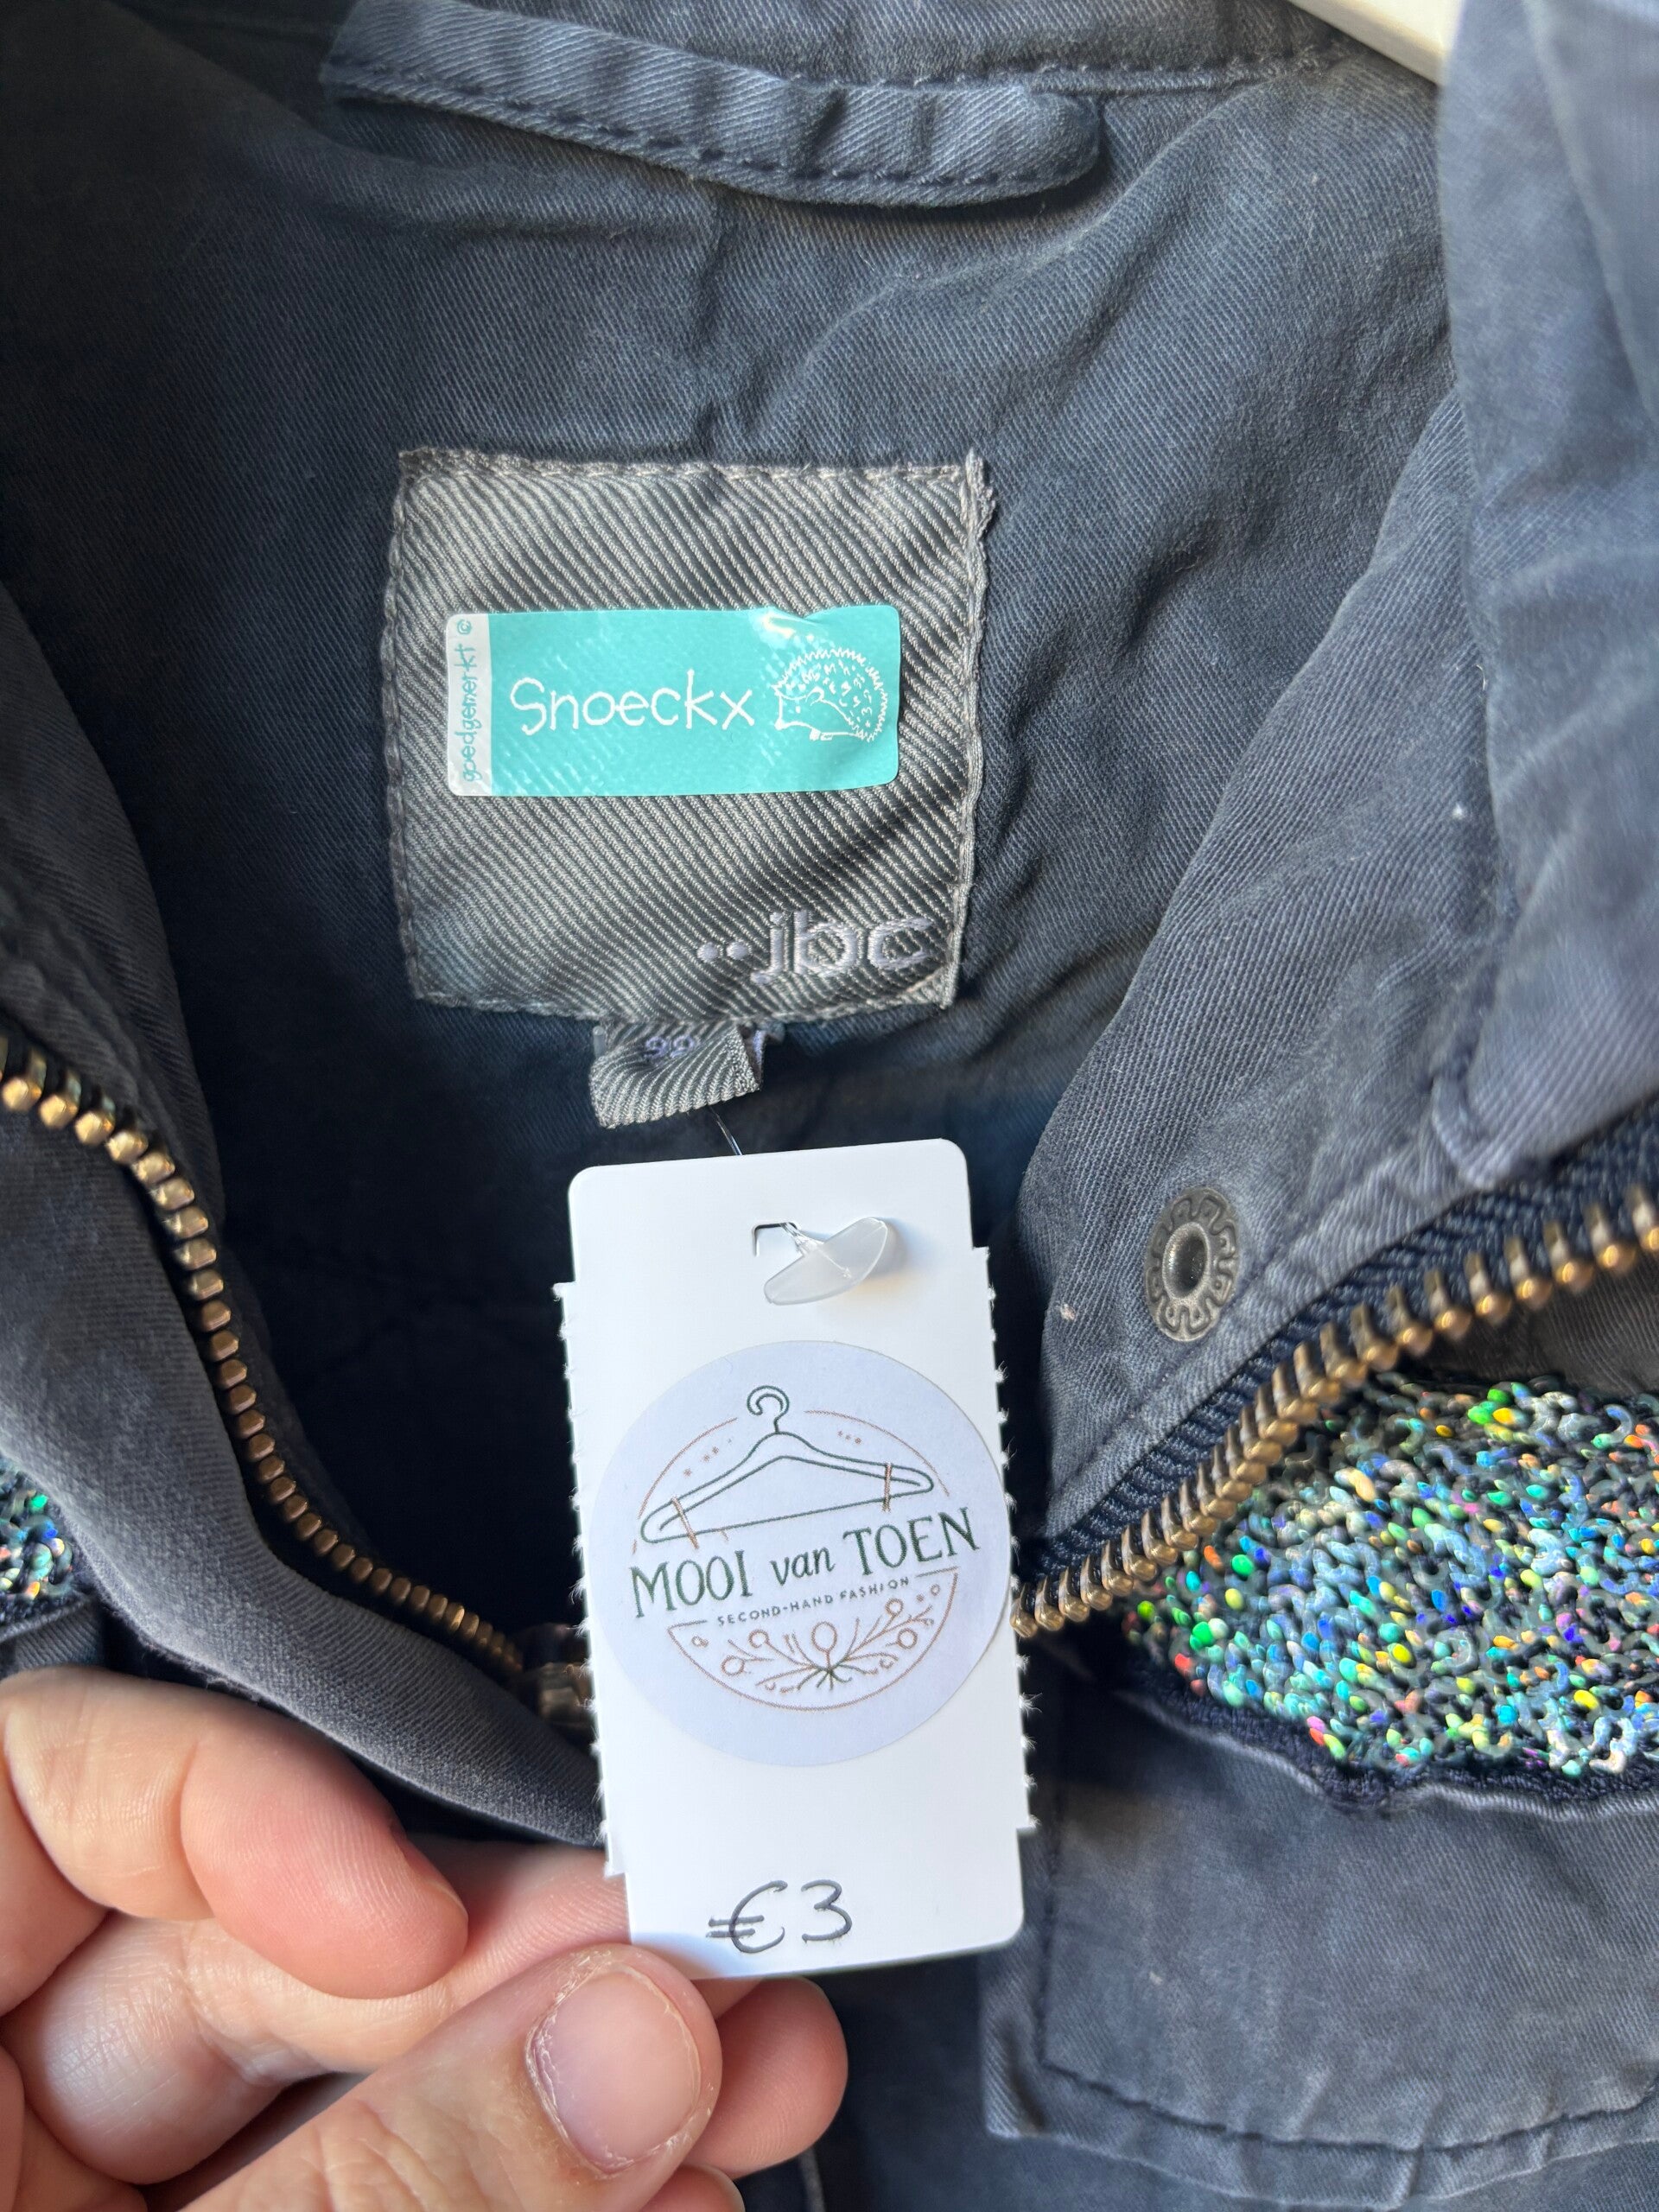 goedgemerkt ©
Snoeckx
••jbc
MOOI van TOEN
SECOND-HAND FASHION
€3